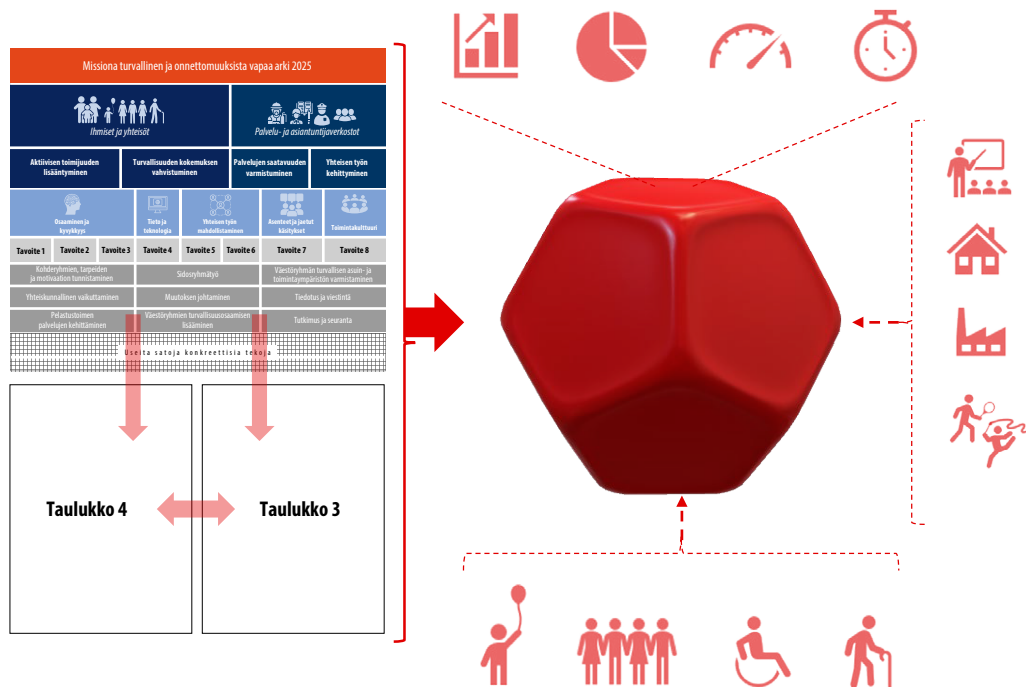 Missiona turvallinen ja onnettomuuksista vapaa arki 2025
Ihmiset ja yhteisöt
Palvelu- ja asiantuntijaverkostot
Aktiivisen toimijuuden
lisääntyminen
Turvallisuuden kokemuksen
vahvistuminen
Palvelujen saatavuuden
varmistuminen
Yhteisen työn
kehittyminen
Osaaminen ja
kyvykkyys
Tieto ja
teknologia
Yhteisen työn
mahdollistaminen
Asenteet ja jaetut
käsitykset
Toimintakulttuuri
Tavoite 1
Tavoite 2
Tavoite 3
Tavoite 4
Tavoite 5
Tavoite 6
Tavoite 7
Tavoite 8
Kohderyhmien, tarpeiden
ja motivaation tunnistaminen
Sidosryhmätyö
Väestöryhmän turvallisen asuin- ja
toimintaympäristön varmistaminen
Yhteiskunnallinen vaikuttaminen
Muutoksen johtaminen
Tiedotus ja viestintä
Pelastustoimen
palvelujen kehittäminen
Väestöryhmien turvallisuusosaamisen
lisääminen
Tutkimus ja seuranta
Useita satoja konkreettisia tekoja
Taulukko 4
Taulukko 3